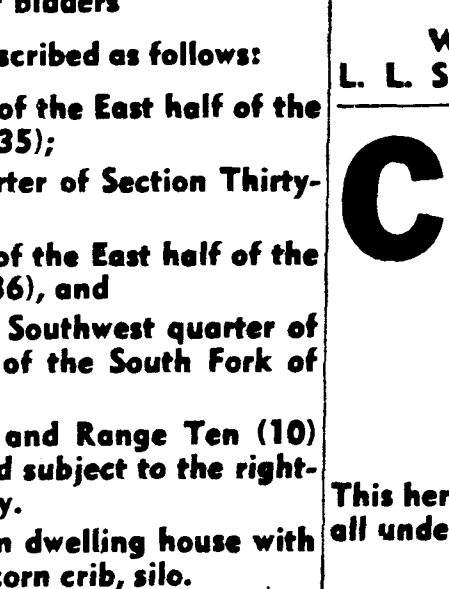 bidders
scribed as follows:
of the East half of the
35);
rter of Section Thirty-
of the East half of the
36), and
Southwest quarter of
of the South Fork of
and Range Ten (10)
d subject to the right-
y.
n dwelling house with
corn crib, silo.
W
L. L. S
C
This her
all unde